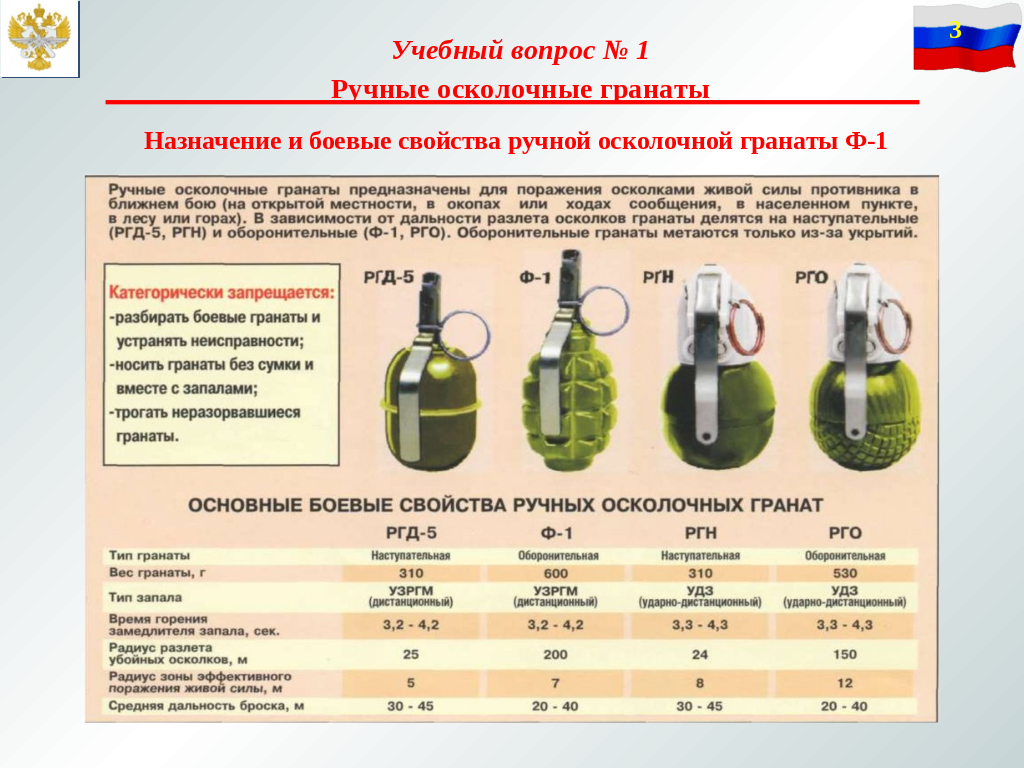 3
Учебный вопрос № 1
Ручные осколочные гранаты
Назначение и боевые свойства ручной осколочной гранаты Ф-1
Ручные осколочные гранаты предназначены для поражения осколками живой силы противника в
ближнем бою (на открытой местности, в окопах или ходах сообщения, в населенном пункте,
в лесу или горах). В зависимости от дальности разлета осколков гранаты делятся на наступательные
(РГД-5, РГН) и оборонительные (Ф-1, РГО). Оборонительные гранаты метаются только из-за укрытий.
Категорически запрещается:
-разбирать боевые гранаты и
устранять неисправности;
-носить гранаты без сумки и
вместе с запалами;
-трогать неразорвавшиеся
гранаты.
РГД-5 Ф-1 РГН РГО
ОСНОВНЫЕ БОЕВЫЕ СВОЙСТВА РУЧНЫХ ОСКОЛОЧНЫХ ГРАНАТ
РГД-5 Ф-1 РГН РГО
Тип гранаты Наступательная Оборонительная Наступательная Оборонительная
Вес гранаты, г 310 600 310 530
Тип запала УЗРГМ УЗРГМ УДЗ УДЗ
(дистанционный) (дистанционный) (ударно-дистанционный) (ударно-дистанционный)
Время горения
замедлителя запала, сек. 3,2 - 4,2 3,2 - 4,2 3,3 - 4,3 3,3 - 4,3
Радиус разлета
убойных осколков, м 25 200 24 150
Радиус зоны эффективного
поражения живой силы, м 5 7 8 12
Средняя дальность броска, м 30 - 45 20 - 40 30 - 45 20 - 40